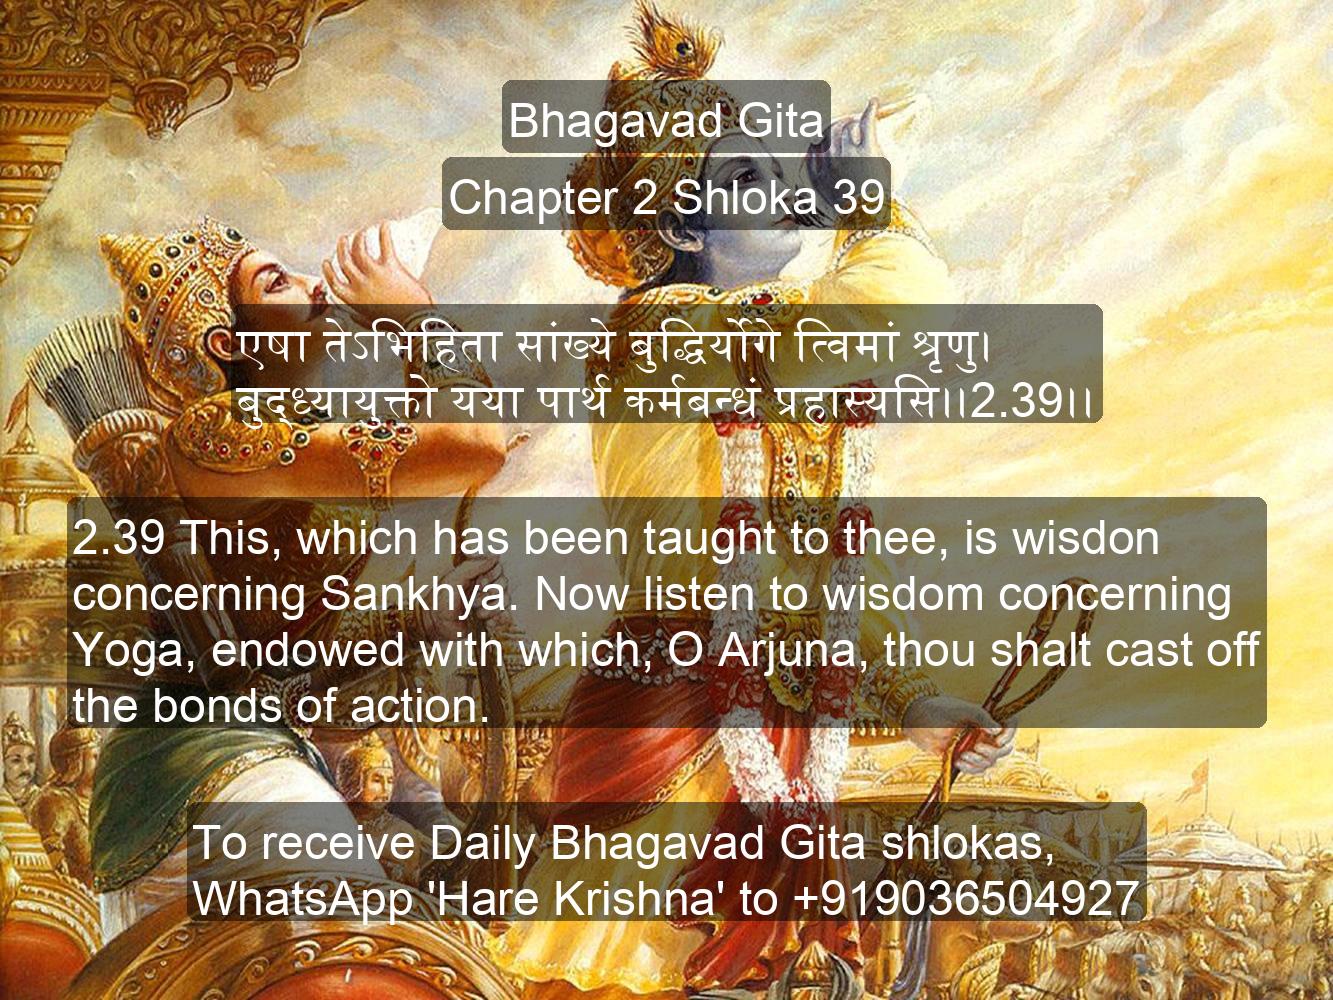 Bhagavad Gita
Chapter 2 Shloka 39
एषा तेऽभिहिता सांख्ये बुद्धिर्योगे त्विमां श्रृणु।
बुद्ध्यायुक्तो यया पार्थ कर्मबन्धं प्रहास्यसि।।2.39।।
2.39 This, which has been taught to thee, is wisdon
concerning Sankhya. Now listen to wisdom concerning
Yoga, endowed with which, O Arjuna, thou shalt cast off
the bonds of action.
To receive Daily Bhagavad Gita shlokas,
WhatsApp 'Hare Krishna' to +919036504927